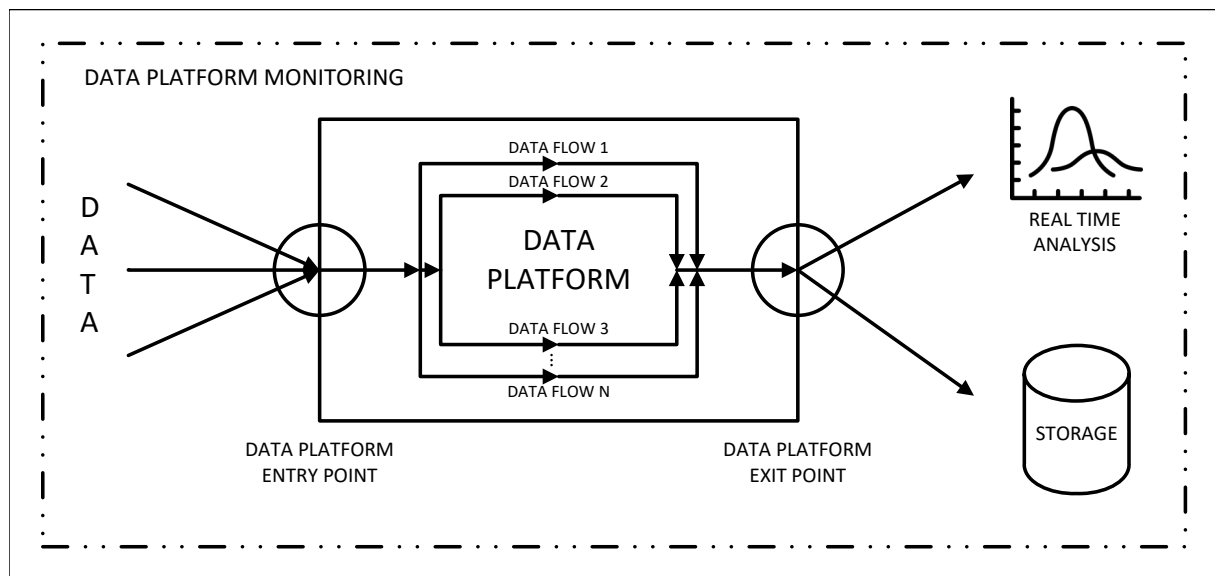 DATA PLATFORM MONITORING
DATA
DATA FLOW 1
DATA FLOW 2
DATA
PLATFORM
DATA FLOW 3
DATA FLOW N
DATA PLATFORM
ENTRY POINT
DATA PLATFORM
EXIT POINT
REAL TIME
ANALYSIS
STORAGE